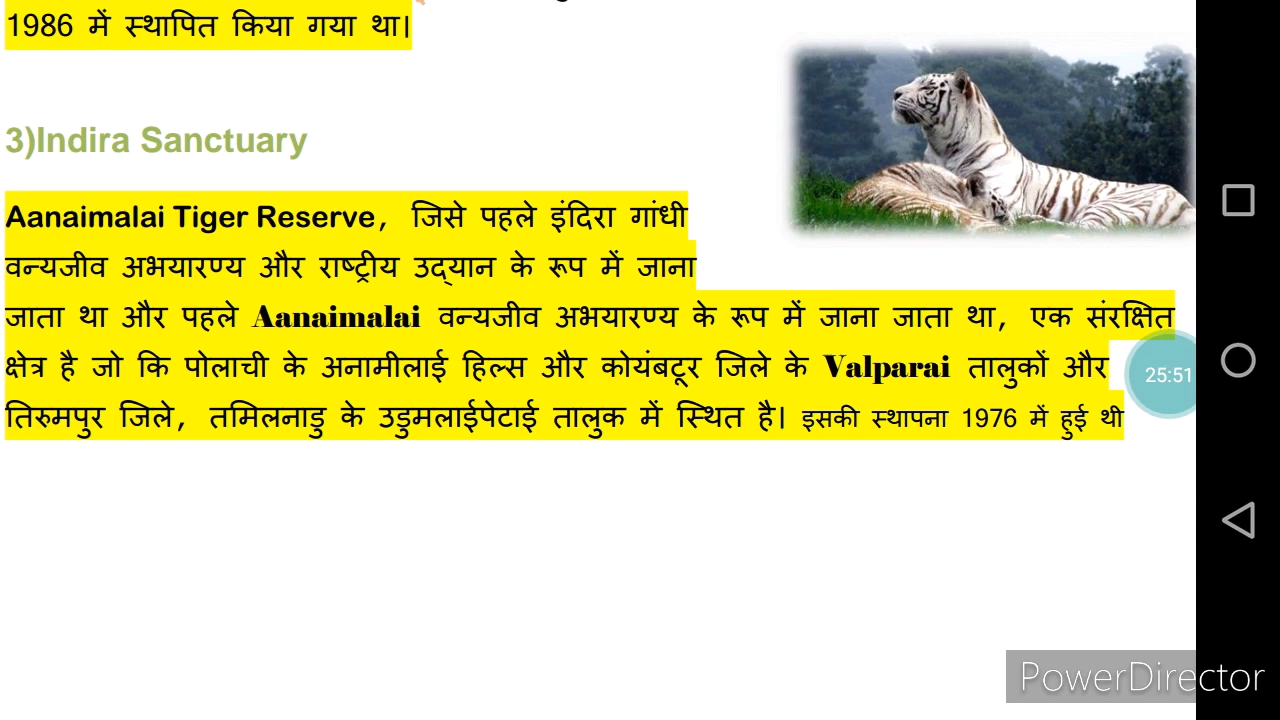 1986 में स्थापित किया गया था।
3)Indira Sanctuary
Aanaimalai Tiger Reserve, जिसे पहले इंदिरा गांधी
वन्यजीव अभयारण्य और राष्ट्रीय उद्यान के रूप में जाना
जाता था और पहले Aanaimalai वन्यजीव अभयारण्य के रूप में जाना जाता था, एक संरक्षित
क्षेत्र है जो कि पोलाची के अनामीलाई हिल्स और कोयंबटूर जिले के Valparai तालुकों और
तिरुमपुर जिले, तमिलनाडु के उडुमलाईपेटाई तालुक में स्थित है। इसकी स्थापना 1976 में हुई थी
25:51
PowerDirector